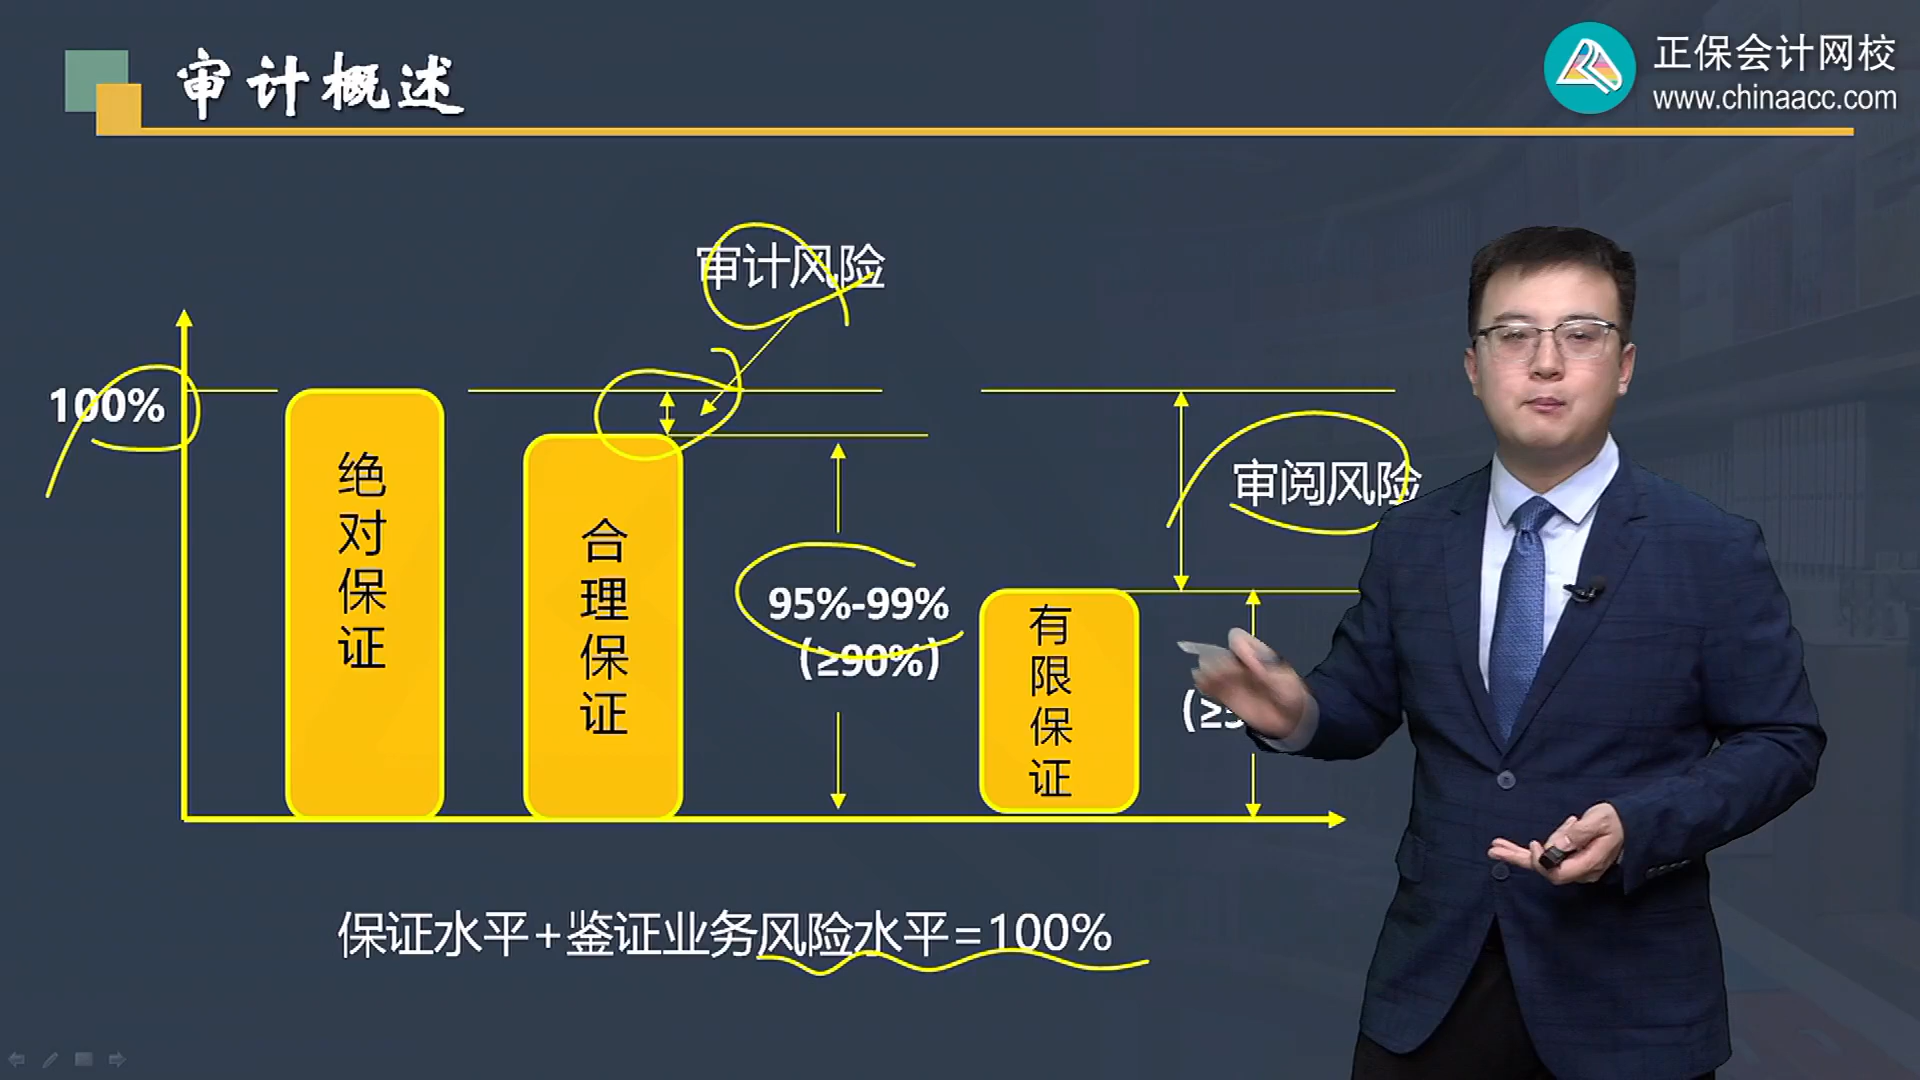 审计概述
正保会计网校
www.chinaacc.com
审计风险
100%
绝对保证
合理保证
95%-99%
(≥90%)
审阅风险
有限保证
(≥5
保证水平+鉴证业务风险水平=100%